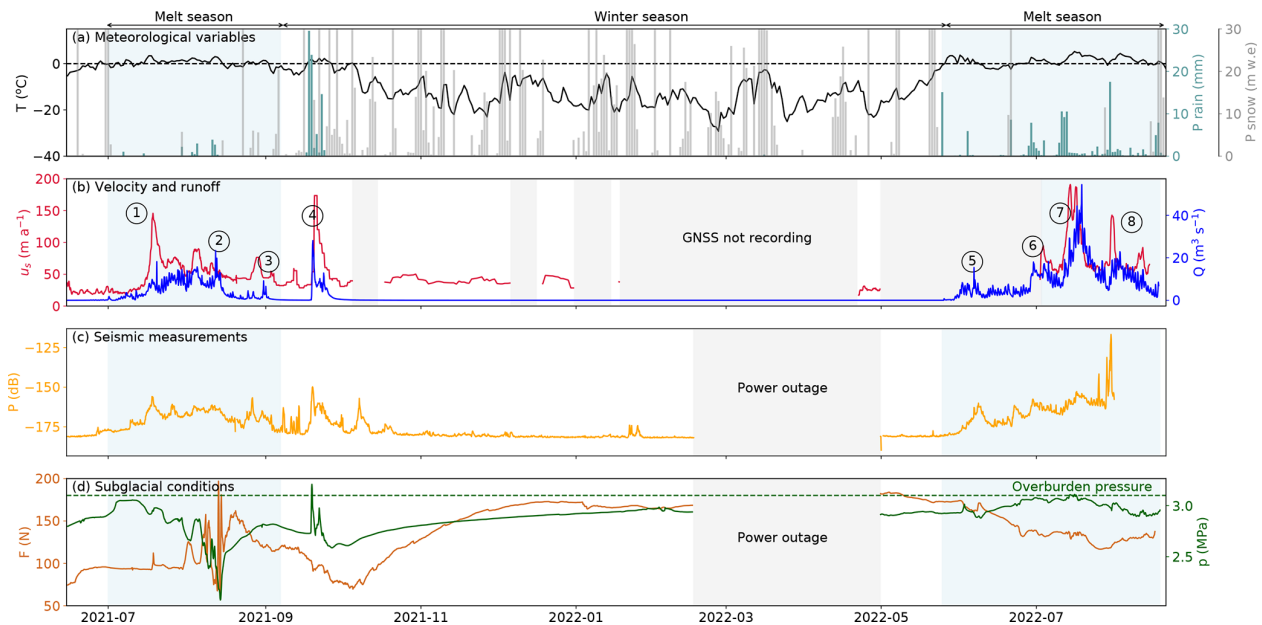 Melt season Winter season Melt season
(a) Meteorological variables
0
−20
−40
T (ºC)
30
20
10
0
P rain (mm)
30
20
10
0
P snow (m w.e)
(b) Velocity and runoff
200
150
100
50
0
u_s (m a⁻¹)
1
2
3
4
GNSS not recording
5
6
7
8
40
20
0
Q (m³ s⁻¹)
(c) Seismic measurements
−125
−150
−175
P (dB)
Power outage
(d) Subglacial conditions
Overburden pressure
200
150
100
50
F (N)
Power outage
3.0
2.5
p (MPa)
2021-07 2021-09 2021-11 2022-01 2022-03 2022-05 2022-07